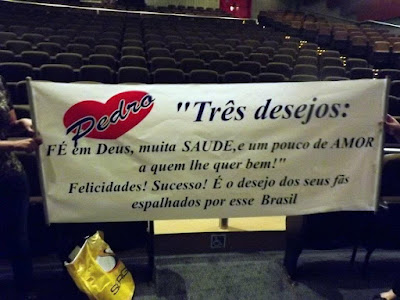 Pedro
"Três desejos:
FÉ em Deus, muita SAUDE,e um pouco de AMOR
a quem lhe quer bem!"
Felicidades! Sucesso! É o desejo dos seus fãs
espalhados por esse Brasil